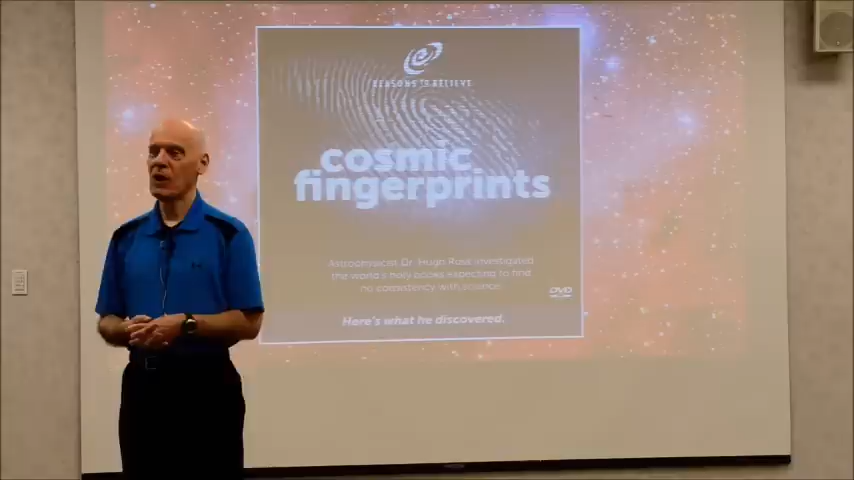 REASONS TO BELIEVE
cosmic
fingerprints
Astrophysicist Dr. Hugh Ross investigated
the world's holy books expecting to find
no consistency with science.
DVD
Here's what he discovered.